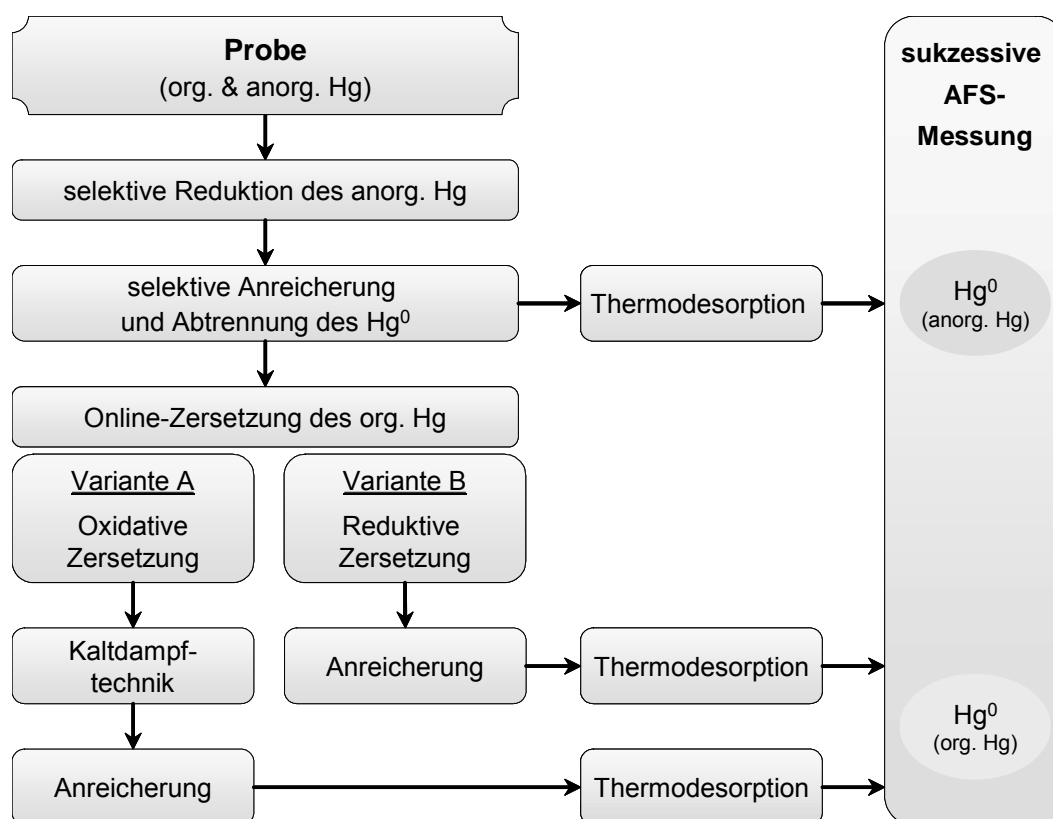 Probe
(org. & anorg. Hg)
selektive Reduktion des anorg. Hg
selektive Anreicherung
und Abtrennung des Hg⁰
Thermodesorption
Online-Zersetzung des org. Hg
Variante A
Oxidative
Zersetzung
Variante B
Reduktive
Zersetzung
Kaltdampf-
technik
Anreicherung
Thermodesorption
Anreicherung
Thermodesorption
sukzessive
AFS-
Messung
Hg⁰
(anorg. Hg)
Hg⁰
(org. Hg)